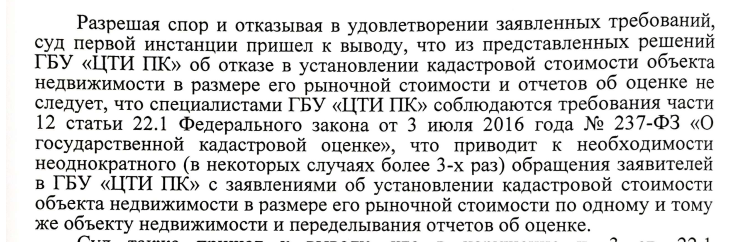 Разрешая спор и отказывая в удовлетворении заявленных требований,
суд первой инстанции пришел к выводу, что из представленных решений
ГБУ «ЦТИ ПК» об отказе в установлении кадастровой стоимости объекта
недвижимости в размере его рыночной стоимости и отчетов об оценке не
следует, что специалистами ГБУ «ЦТИ ПК» соблюдаются требования части
12 статьи 22.1 Федерального закона от 3 июля 2016 года № 237-ФЗ «О
государственной кадастровой оценке», что приводит к необходимости
неоднократного (в некоторых случаях более 3-х раз) обращения заявителей
в ГБУ «ЦТИ ПК» с заявлениями об установлении кадастровой стоимости
объекта недвижимости в размере его рыночной стоимости по одному и тому
же объекту недвижимости и переделывания отчетов об оценке.